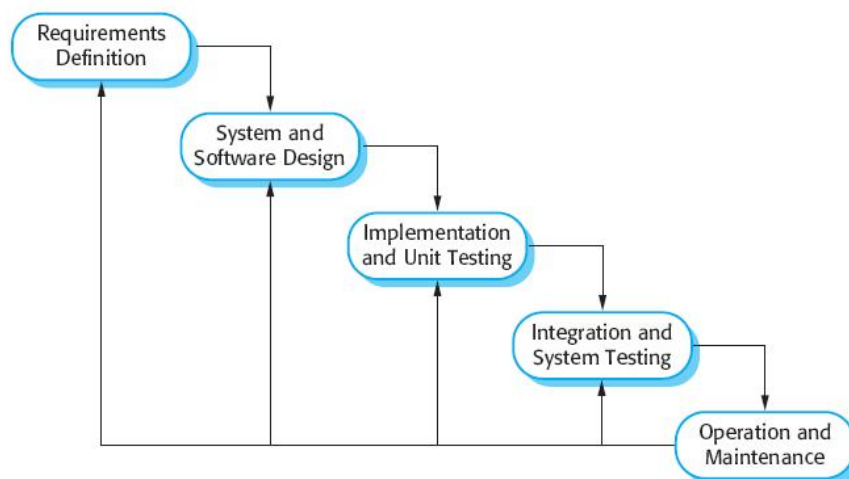 Requirements
Definition
System and
Software Design
Implementation
and Unit Testing
Integration and
System Testing
Operation and
Maintenance